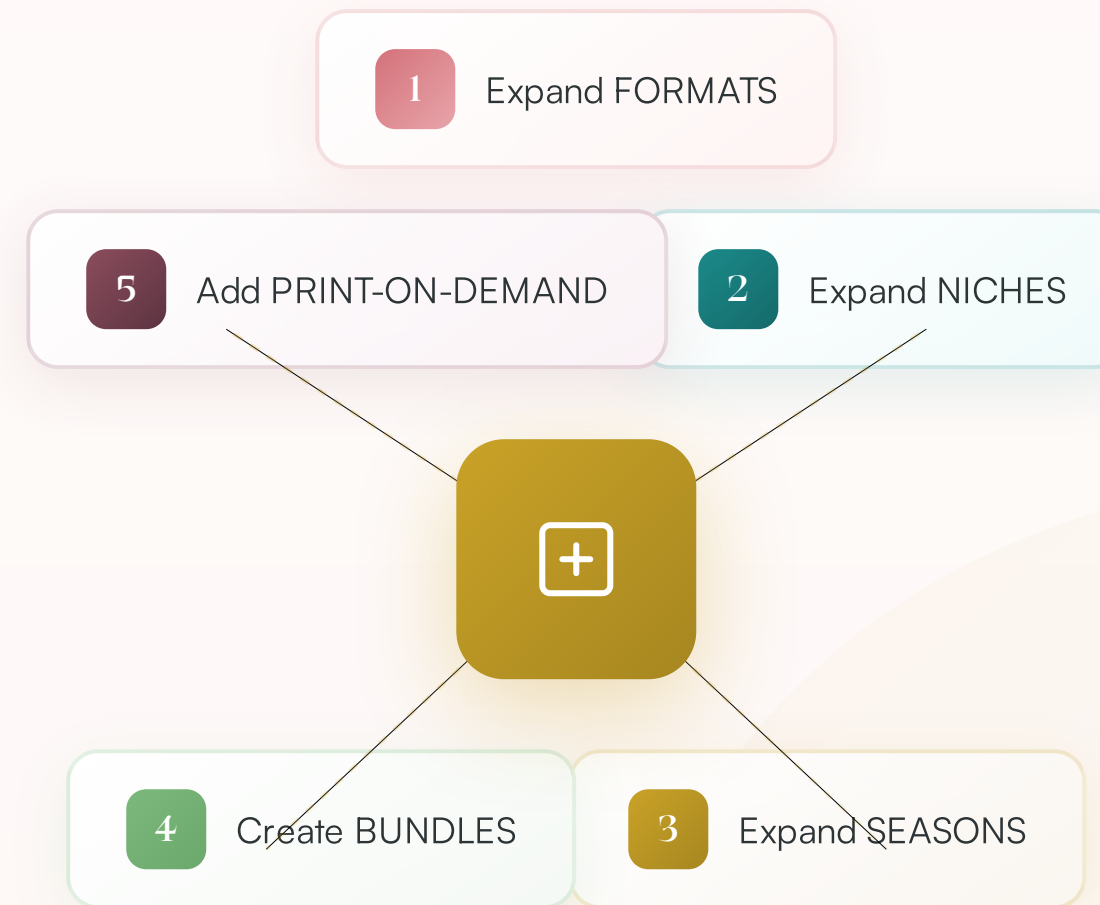 1 Expand FORMATS
5 Add PRINT-ON-DEMAND
2 Expand NICHES
4 Create BUNDLES
3 Expand SEASONS